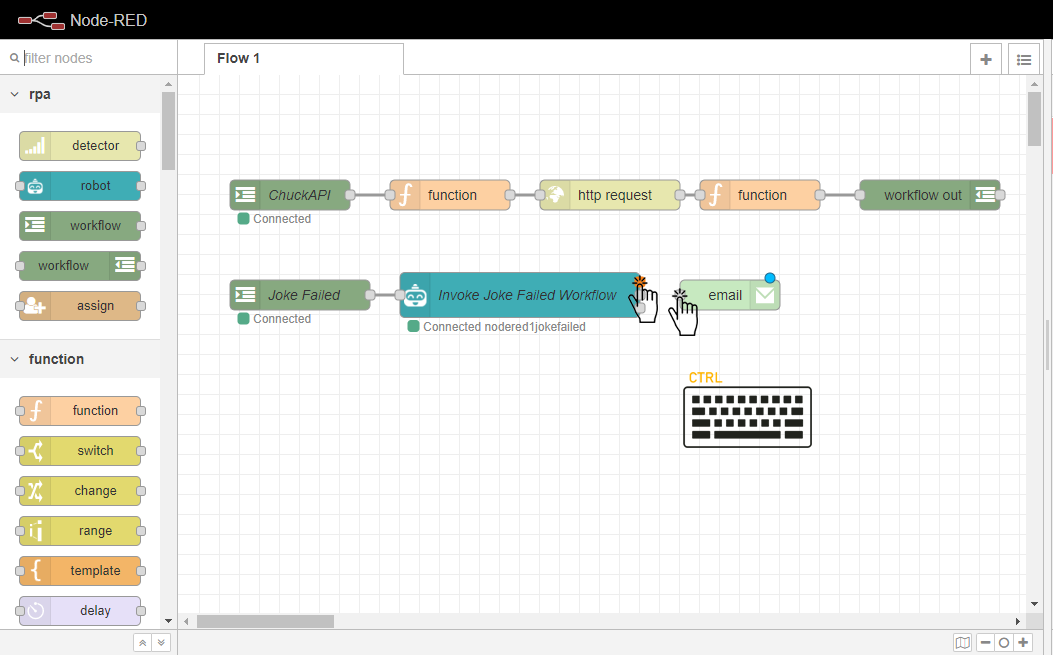 Node-RED
filter nodes
Flow 1
rpa
detector
robot
workflow
workflow
assign
function
function
switch
change
range
template
delay
ChuckAPI
function
http request
function
workflow out
Connected
Joke Failed
Invoke Joke Failed Workflow
email
Connected
Connected nodered1jokefailed
CTRL